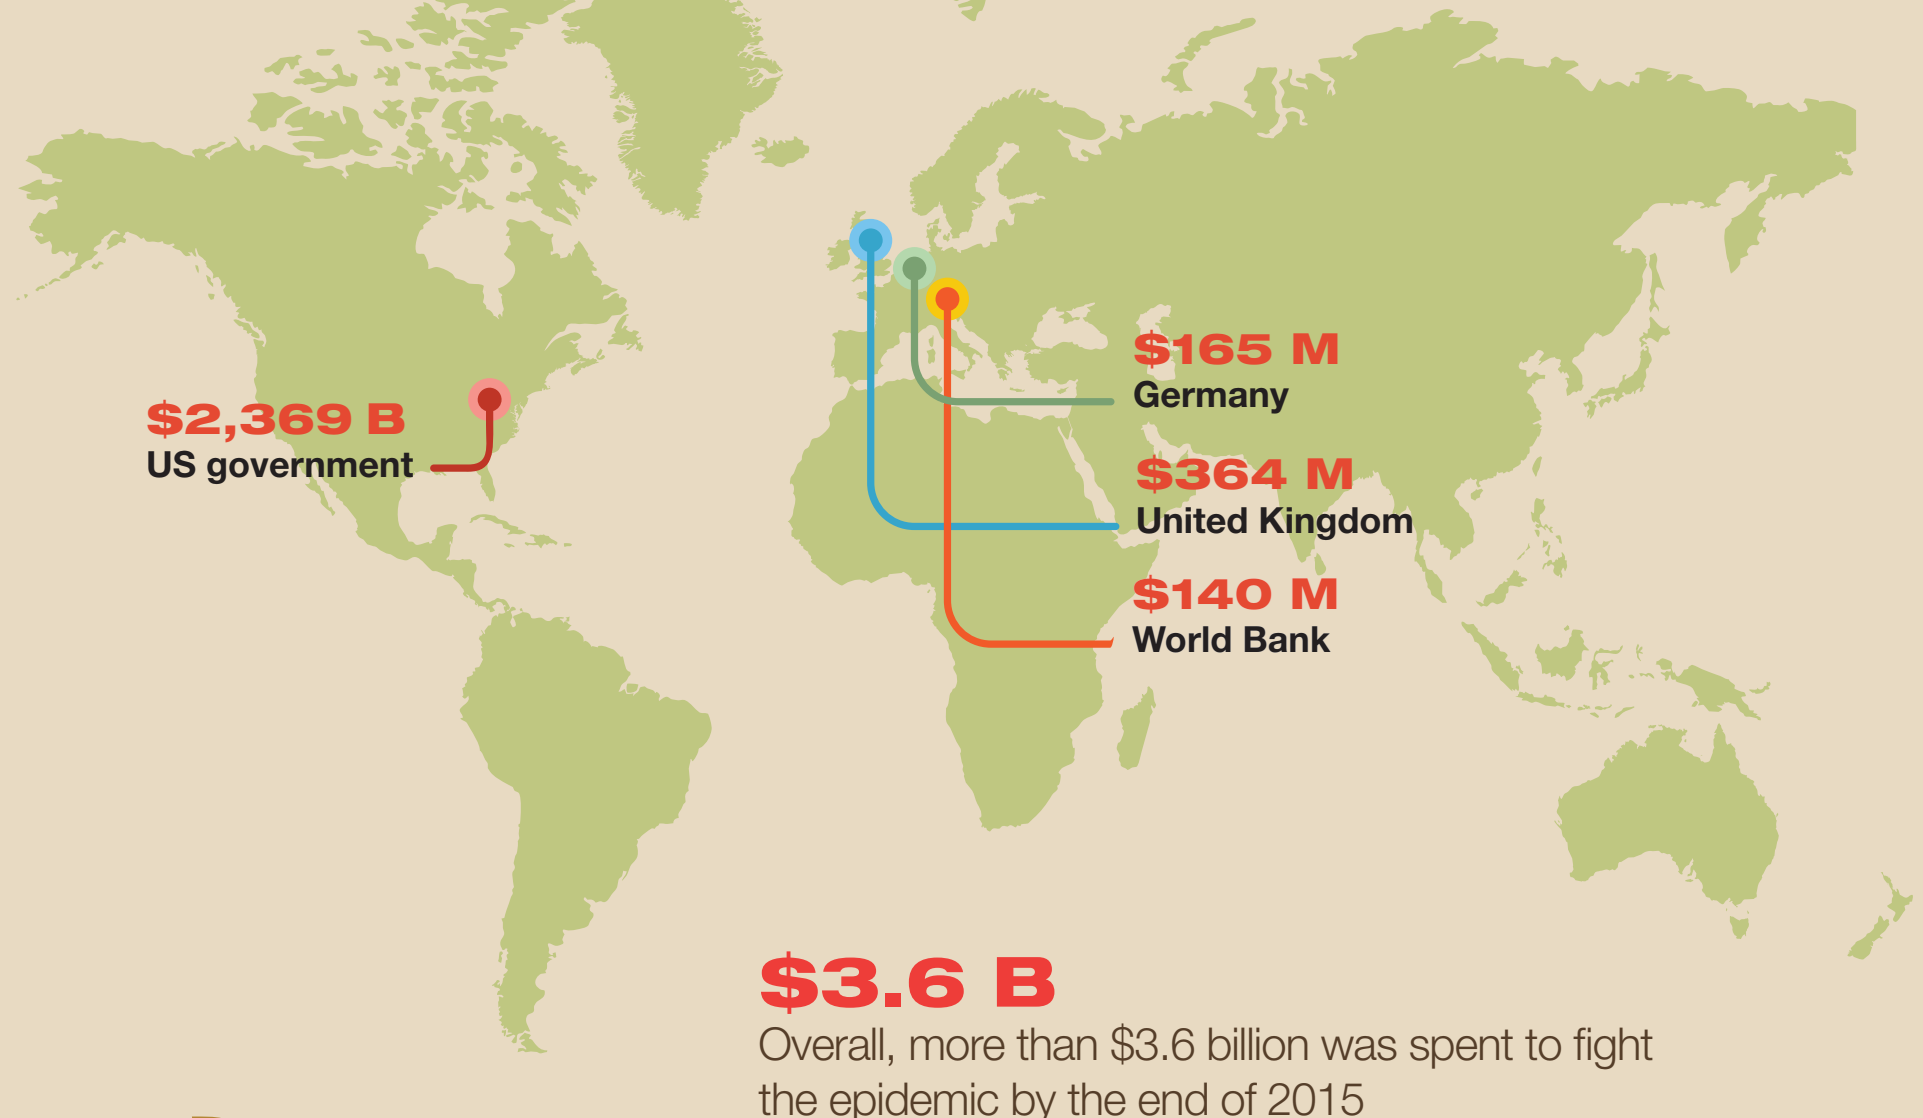 $165 M
Germany
$2,369 B
US government
$364 M
United Kingdom
$140 M
World Bank
$3.6 B
Overall, more than $3.6 billion was spent to fight
the epidemic by the end of 2015